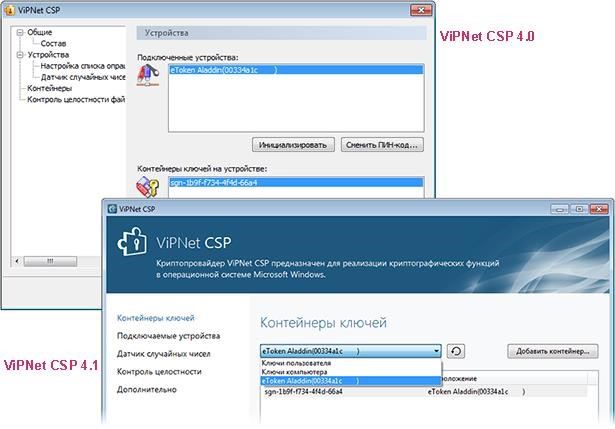 ViPNet CSP 4.0
Общие
Состав
Устройства
Настройка списка опра
Датчик случайных чисе
Контейнеры
Контроль целостности фай
Устройства
Подключенные устройства:
eToken Aladdin(00334a1c )
Инициализировать
Сменить ПИН-код...
Контейнеры ключей на устройстве:
sgn-1b9f-f734-4f4d-66a4
ViPNet CSP 4.1
ViPNet CSP
ViPNet CSP
Криптопровайдер ViPNet CSP предназначен для реализации криптографических функций
в операционной системе Microsoft Windows.
Контейнеры ключей
Подключаемые устройства
Датчик случайных чисел
Контроль целостности
Дополнительно
Контейнеры ключей
eToken Aladdin(00334a1c )
Добавить контейнер...
Ключи пользователя
Ключи компьютера
eToken Aladdin(00334a1c )
положение
sgn-1b9f-f734-4f4d-66a4 eToken Aladdin(00334a1c )